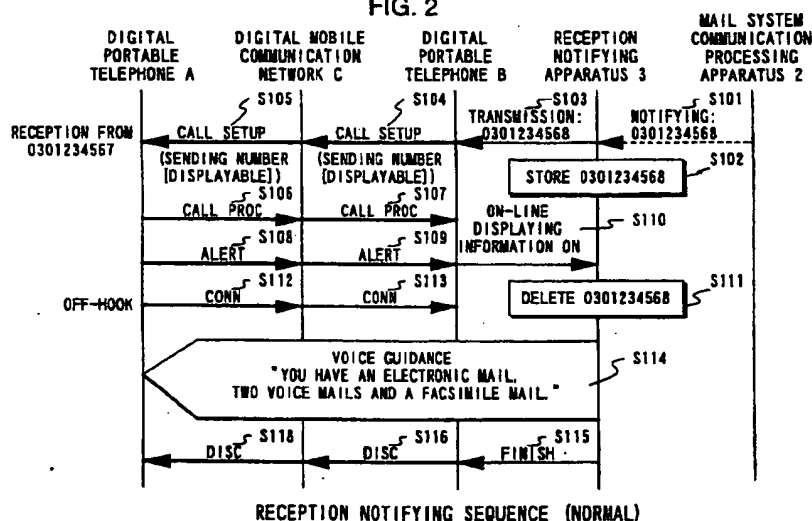 FIG. 2
DIGITAL PORTABLE TELEPHONE A
DIGITAL MOBILE COMMUNICATION NETWORK C
DIGITAL PORTABLE TELEPHONE B
RECEPTION NOTIFYING APPARATUS 3
MAIL SYSTEM COMMUNICATION PROCESSING APPARATUS 2
S105
S104
S103
S101
RECEPTION FROM 0301234567
CALL SETUP
CALL SETUP
TRANSMISSION: 0301234568
NOTIFYING: 0301234568
(SENDING NUMBER [DISPLAYABLE])
(SENDING NUMBER [DISPLAYABLE])
STORE 0301234568
S102
S106
S107
CALL PROC
CALL PROC
ON-LINE DISPLAYING INFORMATION ON
S110
S108
S109
ALERT
ALERT
S112
S113
S111
OFF-HOOK
CONN
CONN
DELETE 0301234568
VOICE GUIDANCE
"YOU HAVE AN ELECTRONIC MAIL,
TWO VOICE MAILS AND A FACSIMILE MAIL."
S114
S118
S116
S115
DISC
DISC
FINISH
RECEPTION NOTIFYING SEQUENCE (NORMAL)